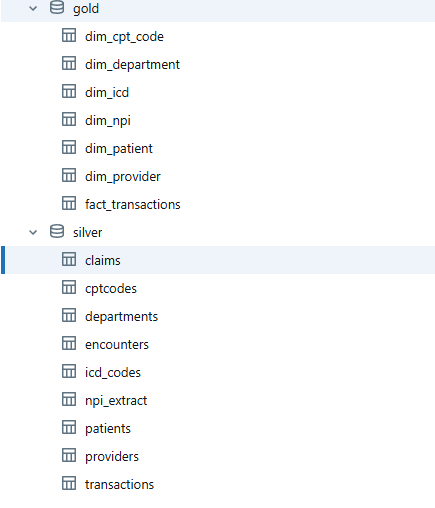 gold
dim_cpt_code
dim_department
dim_icd
dim_npi
dim_patient
dim_provider
fact_transactions
silver
claims
cptcodes
departments
encounters
icd_codes
npi_extract
patients
providers
transactions